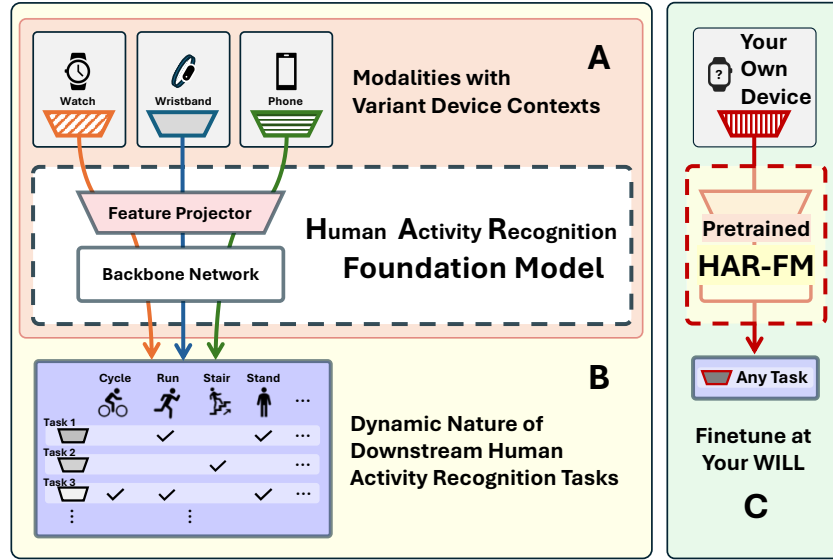 A
Watch
Wristband
Phone
Modalities with
Variant Device Contexts
Feature Projector
Backbone Network
Human Activity Recognition
Foundation Model
B
Cycle Run Stair Stand ...
Task 1
...
Task 2
...
Task 3
...
Dynamic Nature of
Downstream Human
Activity Recognition Tasks
?
Your
Own
Device
Pretrained
HAR-FM
Any Task
Finetune at
Your WILL
C